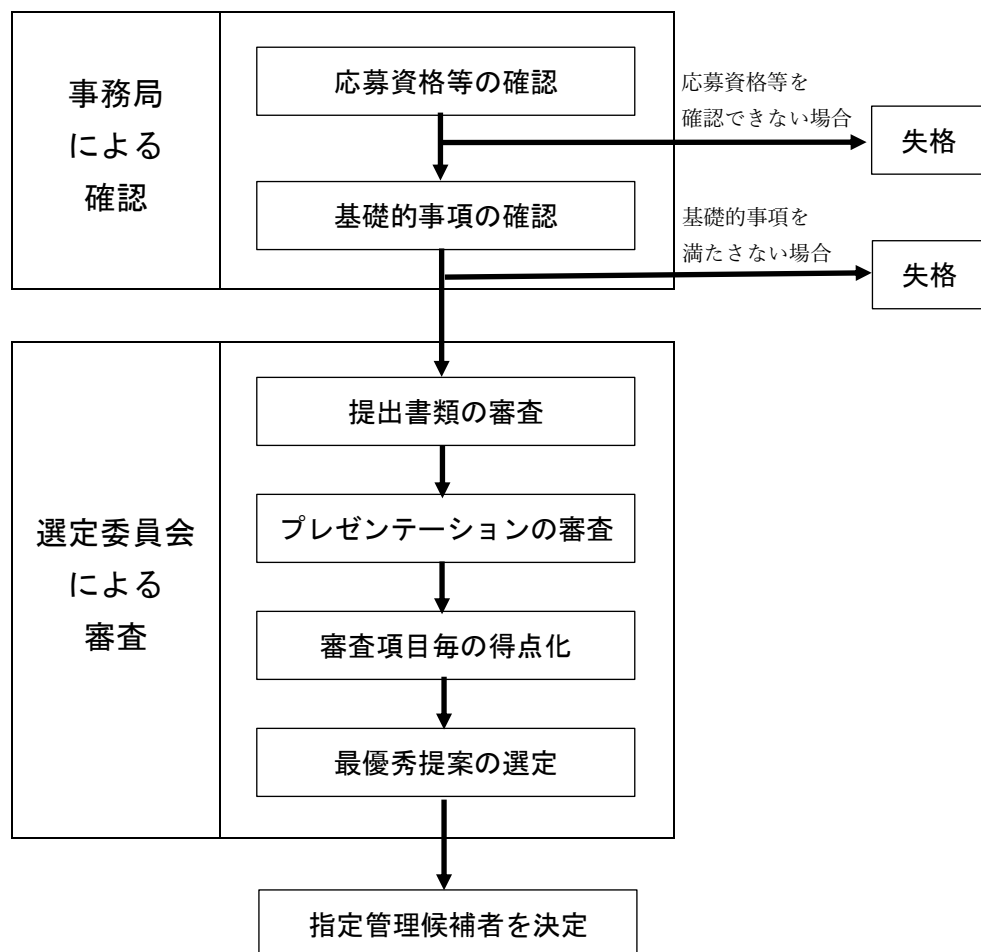 事務局
による
確認
応募資格等の確認
応募資格等を
確認できない場合
失格
基礎的事項の確認
基礎的事項を
満たさない場合
失格
選定委員会
による
審査
提出書類の審査
プレゼンテーションの審査
審査項目毎の得点化
最優秀提案の選定
指定管理候補者を決定